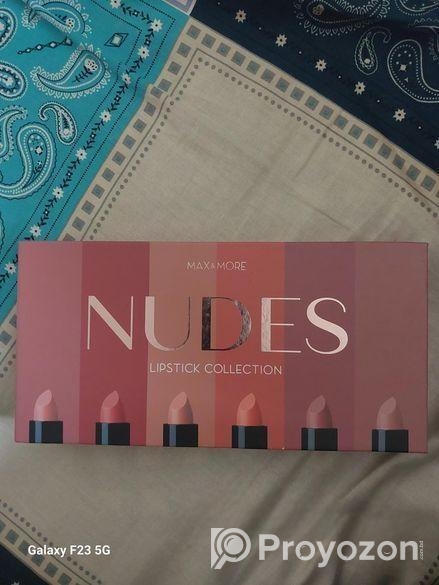 MAX & MORE
NUDES
LIPSTICK COLLECTION
Galaxy F23 5G
Proyozon